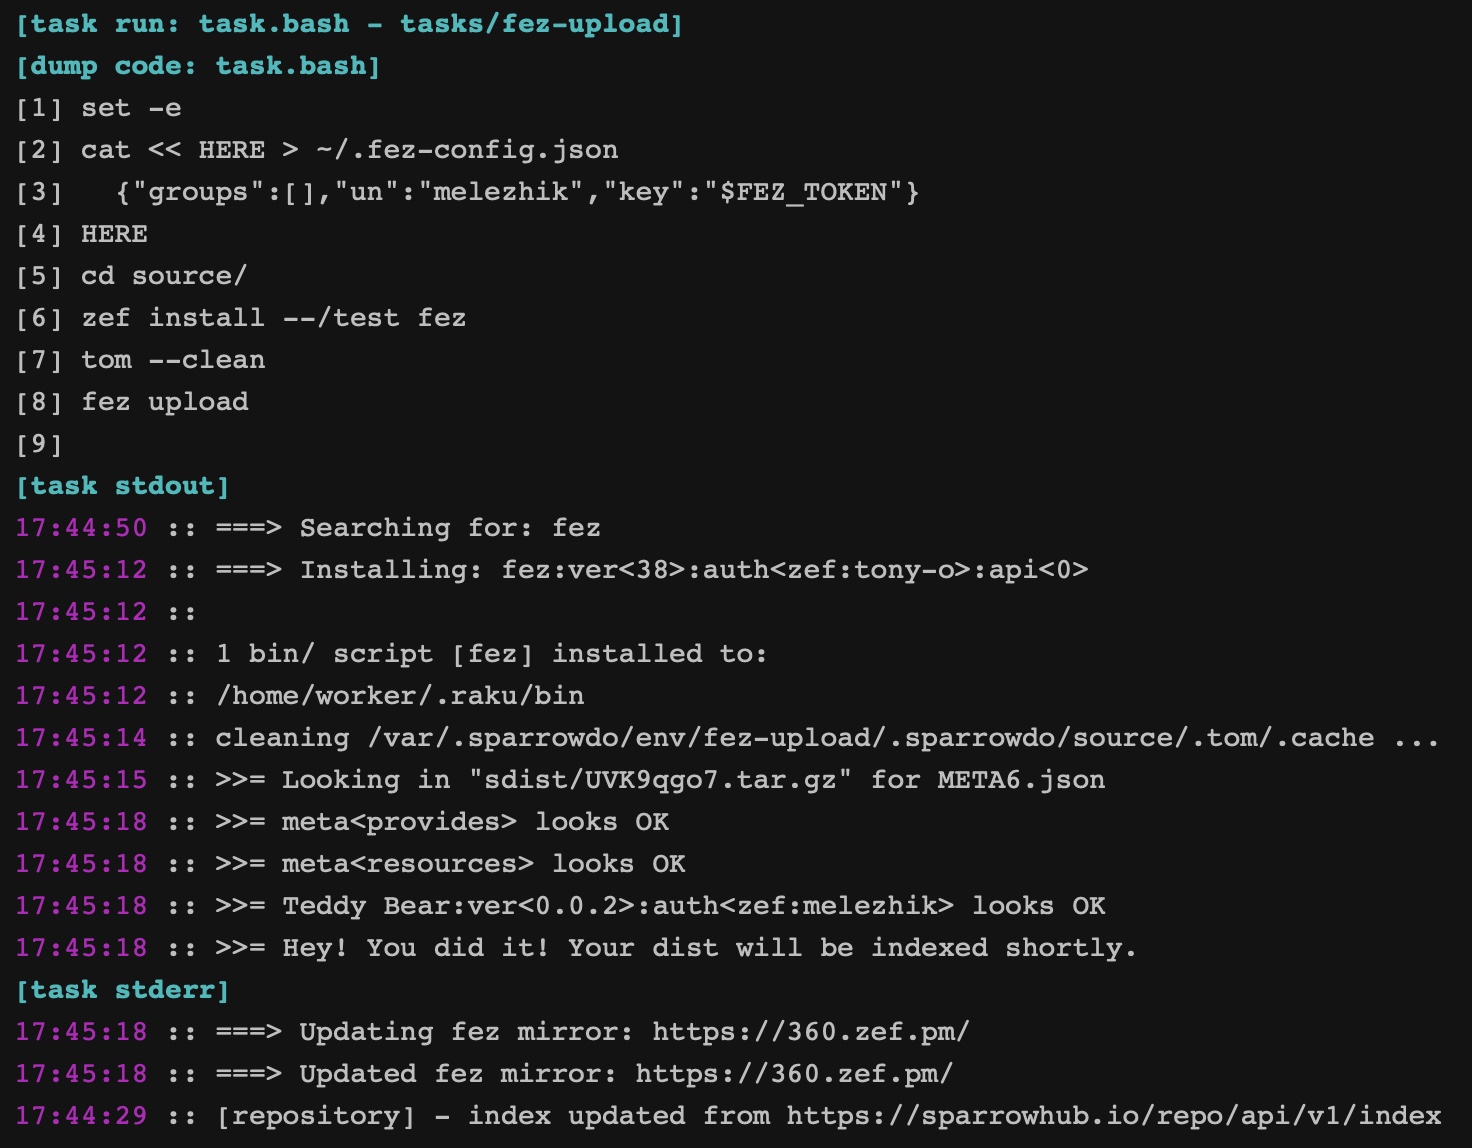 [task run: task.bash - tasks/fez-upload]
[dump code: task.bash]
[1] set -e
[2] cat << HERE > ~/.fez-config.json
[3]   {"groups":[],"un":"melezhik","key":"$FEZ_TOKEN"}
[4] HERE
[5] cd source/
[6] zef install --/test fez
[7] tom --clean
[8] fez upload
[9]
[task stdout]
17:44:50 :: ===> Searching for: fez
17:45:12 :: ===> Installing: fez:ver<38>:auth<zef:tony-o>:api<0>
17:45:12 ::
17:45:12 :: 1 bin/ script [fez] installed to:
17:45:12 :: /home/worker/.raku/bin
17:45:14 :: cleaning /var/.sparrowdo/env/fez-upload/.sparrowdo/source/.tom/.cache ...
17:45:15 :: >>= Looking in "sdist/UVK9qgo7.tar.gz" for META6.json
17:45:18 :: >>= meta<provides> looks OK
17:45:18 :: >>= meta<resources> looks OK
17:45:18 :: >>= Teddy Bear:ver<0.0.2>:auth<zef:melezhik> looks OK
17:45:18 :: >>= Hey! You did it! Your dist will be indexed shortly.
[task stderr]
17:45:18 :: ===> Updating fez mirror: https://360.zef.pm/
17:45:18 :: ===> Updated fez mirror: https://360.zef.pm/
17:44:29 :: [repository] - index updated from https://sparrowhub.io/repo/api/v1/index